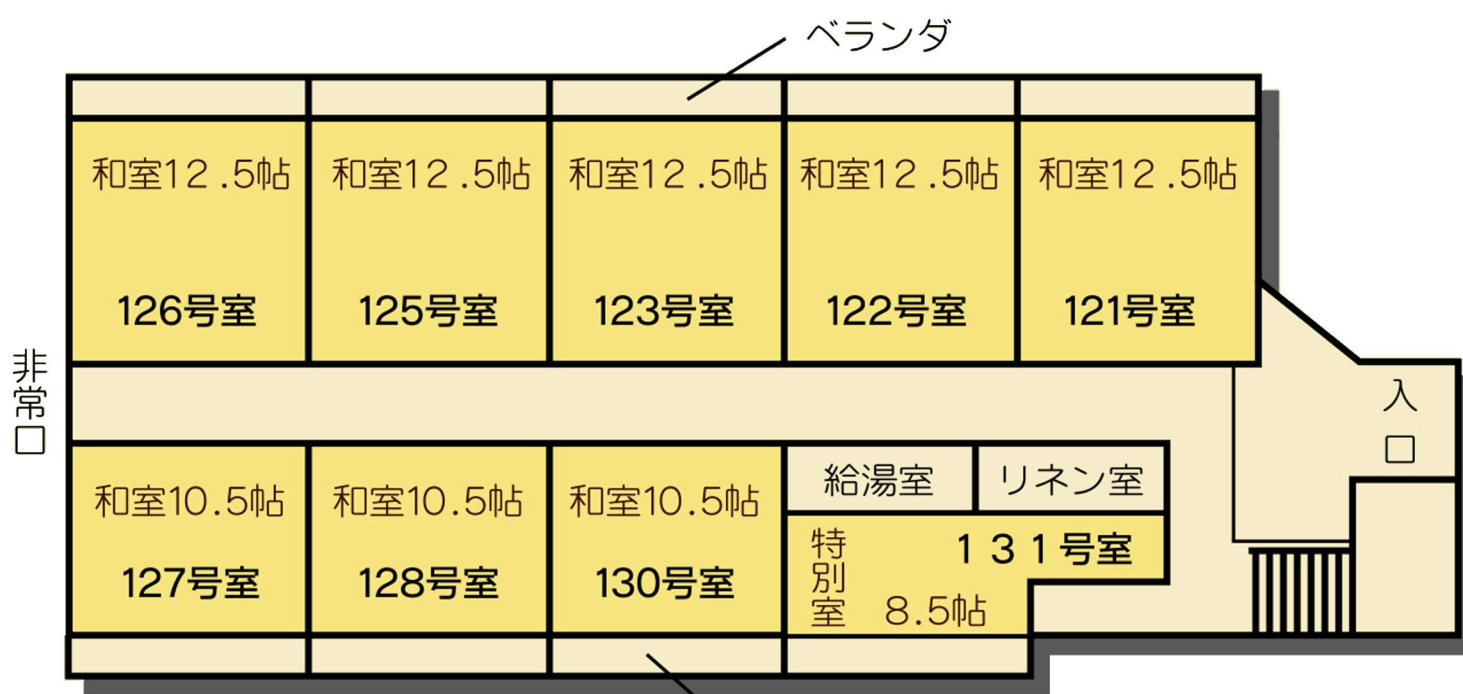 ベランダ
和室12.5帖
和室12.5帖
和室12.5帖
和室12.5帖
和室12.5帖
126号室
125号室
123号室
122号室
121号室
非常口
入口
給湯室
リネン室
和室10.5帖
和室10.5帖
和室10.5帖
特別室
131号室
127号室
128号室
130号室
8.5帖